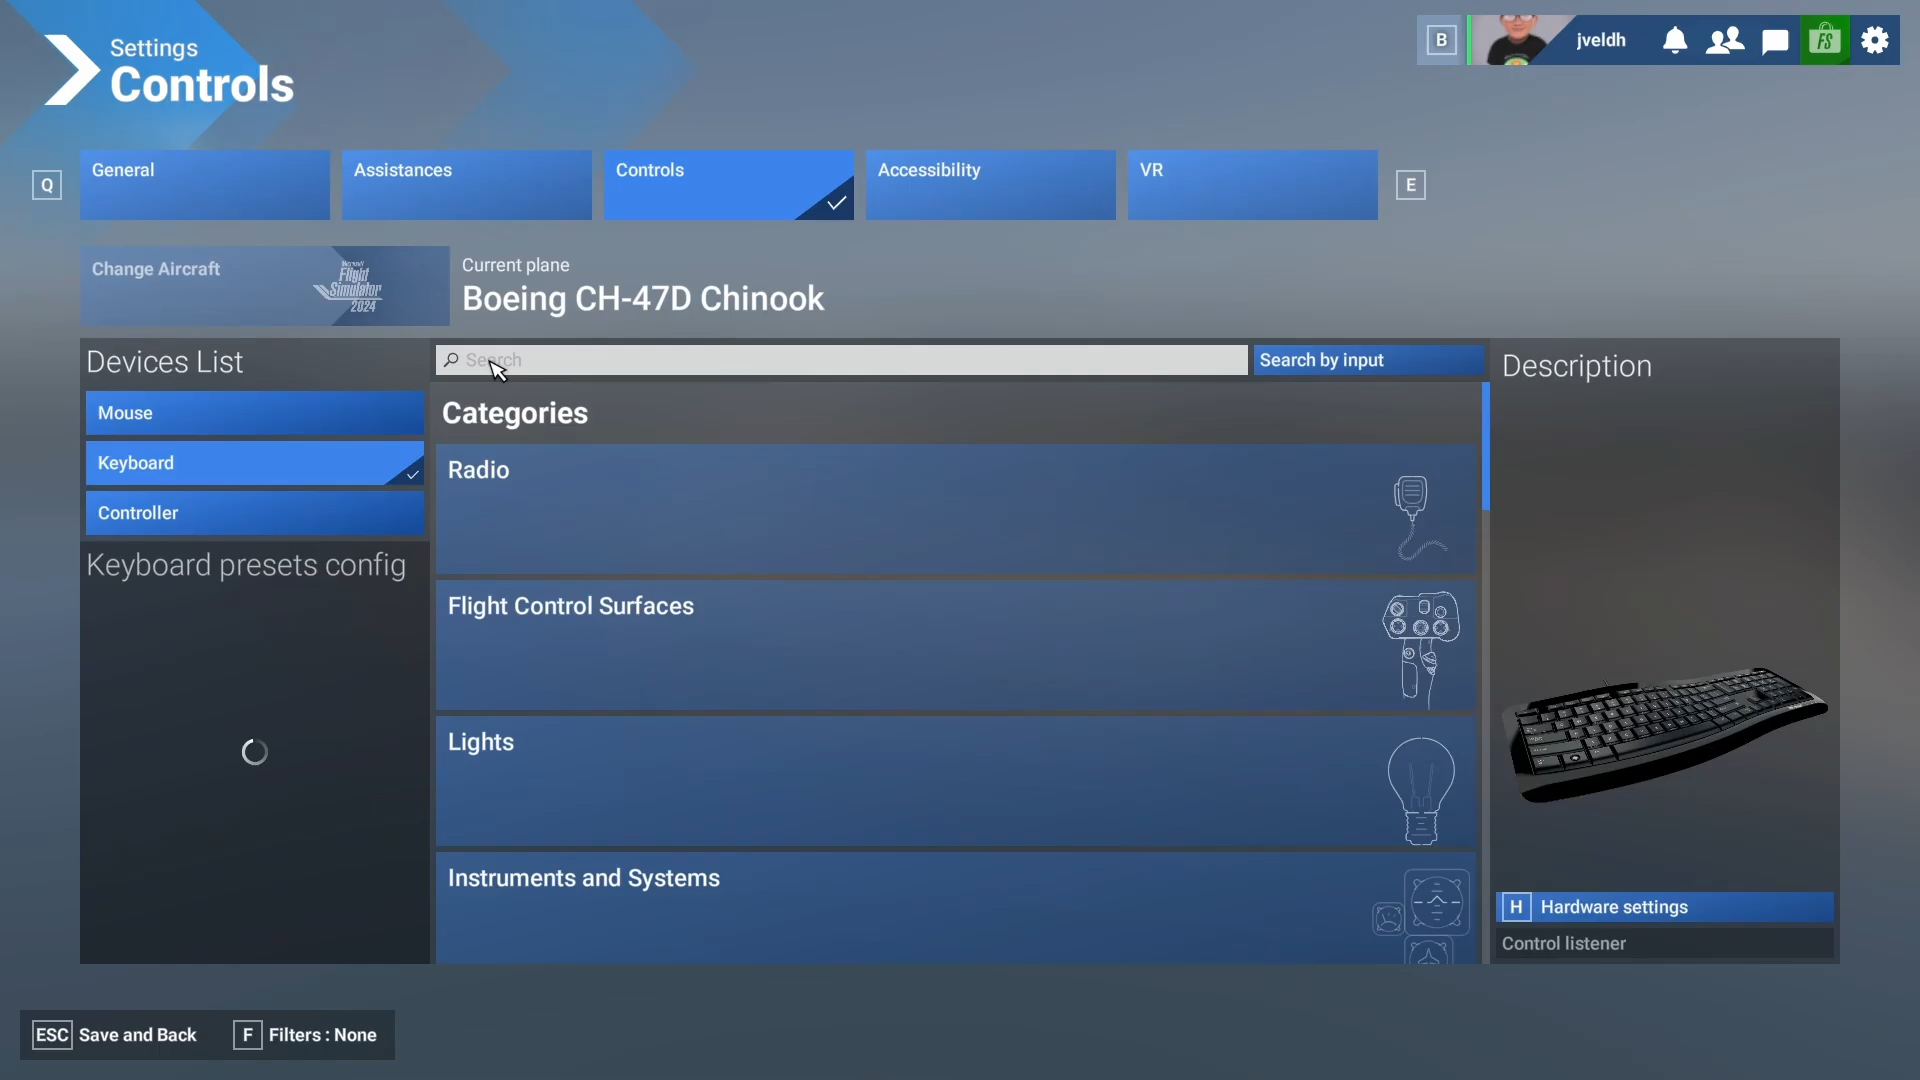 Settings
Controls
B
jveldh
FS
Q
General
Assistances
Controls
Accessibility
VR
E
Change Aircraft
Microsoft
Flight
Simulator
2024
Current plane
Boeing CH-47D Chinook
Devices List
Search
Search by input
Description
Mouse
Keyboard
Controller
Keyboard presets config
Categories
Radio
Flight Control Surfaces
Lights
Instruments and Systems
H Hardware settings
Control listener
ESC Save and Back
F Filters : None